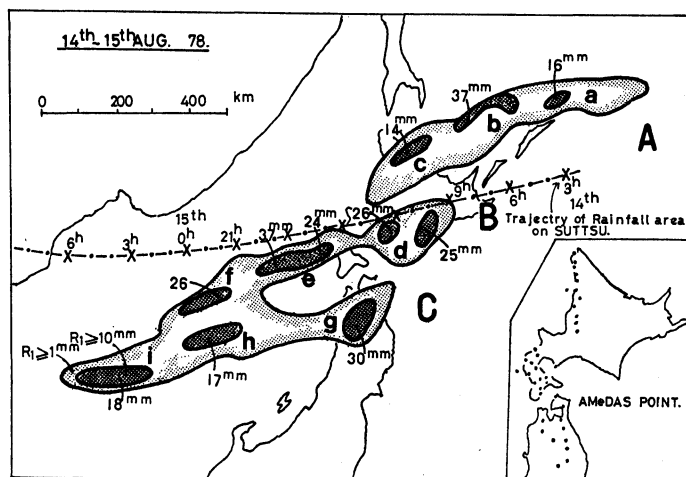 14th~15th AUG. 78.
0 200 400 km
16mm
a
37mm
b
14mm
c
A
9h
6h
3h
14th
Trajectory of Rainfall area
on SUTTSU.
B
26mm
d
25mm
15th
6h
3h
0h
21h
37mm
24mm
f
e
26
C
g
30mm
h
17mm
i
R1≥1mm
R1≥10mm
18mm
AMeDAS POINT.